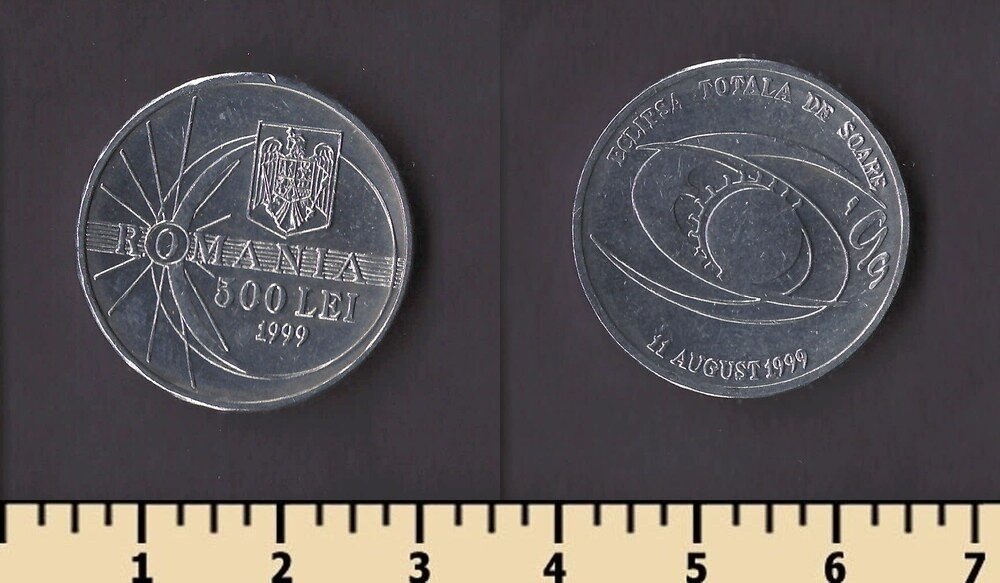 ROMANIA
500 LEI
1999
ECLIPSA TOTALA DE SOARE
11 AUGUST 1999
1 2 3 4 5 6 7